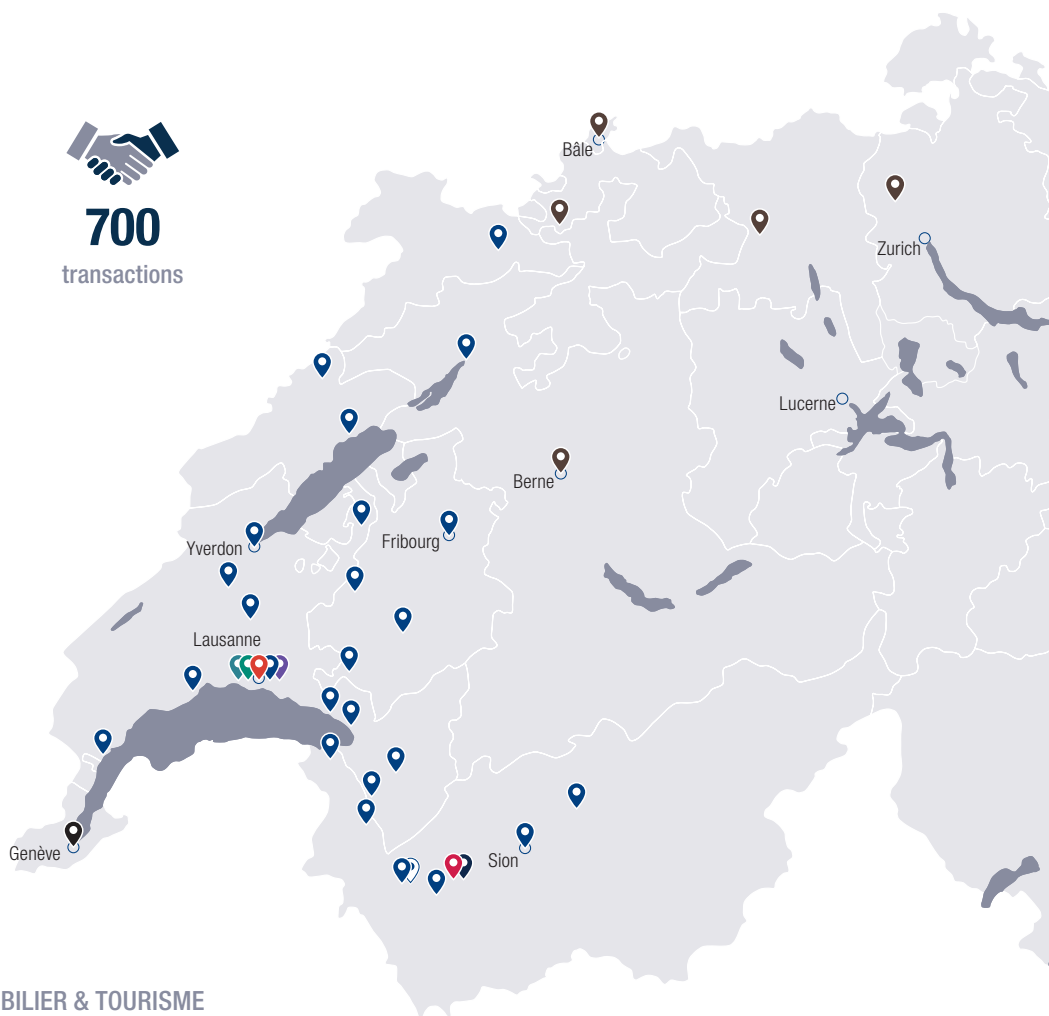 700
transactions
Bâle
Zurich
Lucerne
Berne
Fribourg
Yverdon
Lausanne
Genève
Sion
BILIER & TOURISME